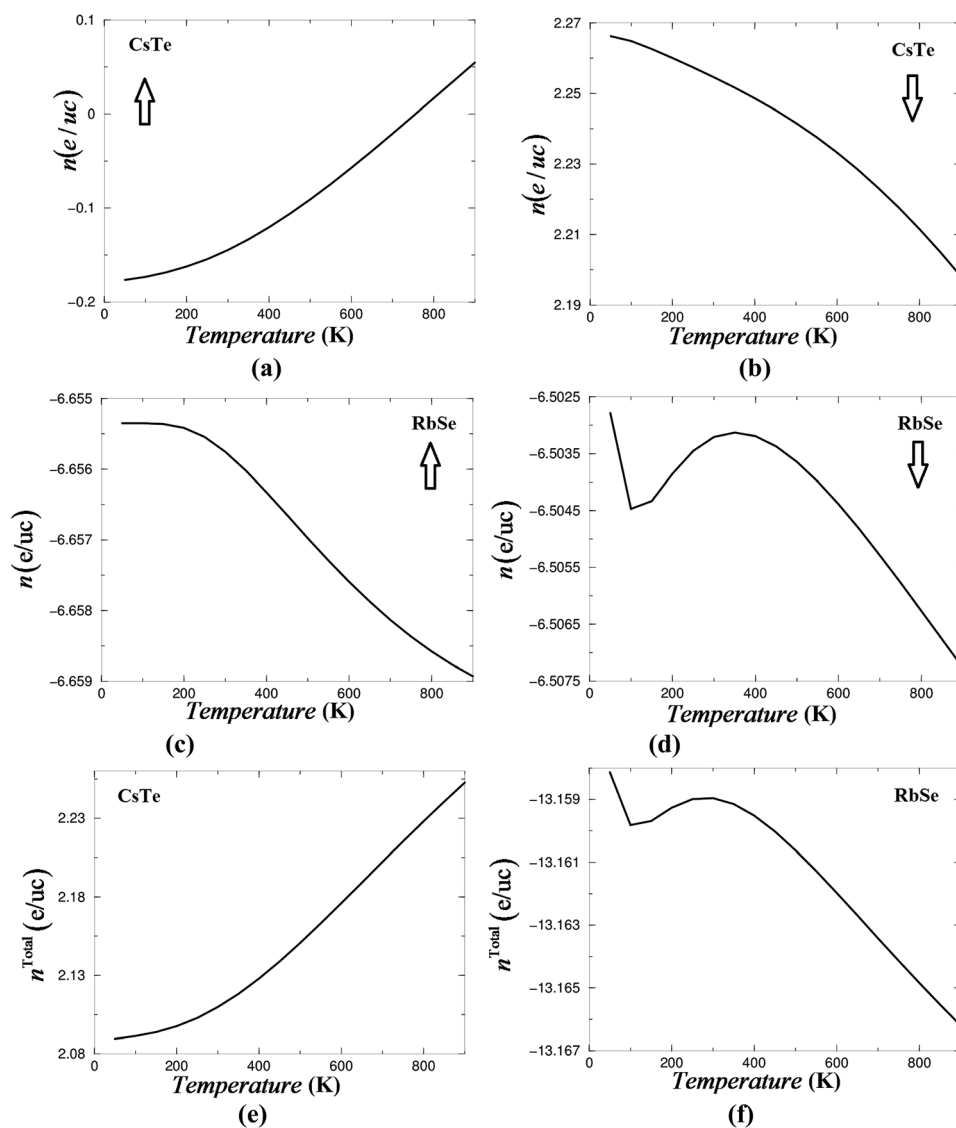 CsTe
n(e/uc)
0.1
0
−0.1
−0.2
0 200 400 600 800
Temperature (K)
(a)
CsTe
n(e/uc)
2.27
2.25
2.23
2.21
2.19
0 200 400 600 800
Temperature (K)
(b)
RbSe
n(e/uc)
−6.655
−6.656
−6.657
−6.658
−6.659
0 200 400 600 800
Temperature (K)
(c)
RbSe
n(e/uc)
−6.5025
−6.5035
−6.5045
−6.5055
−6.5065
−6.5075
0 200 400 600 800
Temperature (K)
(d)
CsTe
n^Total (e/uc)
2.23
2.18
2.13
2.08
0 200 400 600 800
Temperature (K)
(e)
RbSe
n^Total (e/uc)
−13.159
−13.161
−13.163
−13.165
−13.167
0 200 400 600 800
Temperature (K)
(f)